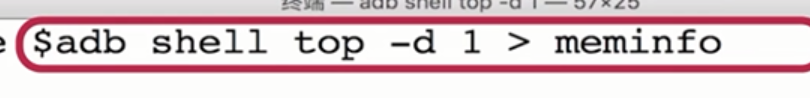 终端 — adb shell top -d 1 — 57×25
e $adb shell top -d 1 > meminfo